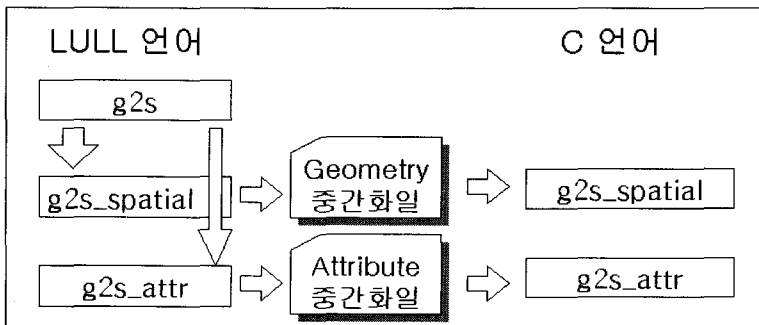 LULL 언어
C 언어
g2s
g2s_spatial
Geometry
중간화일
g2s_spatial
g2s_attr
Attribute
중간화일
g2s_attr